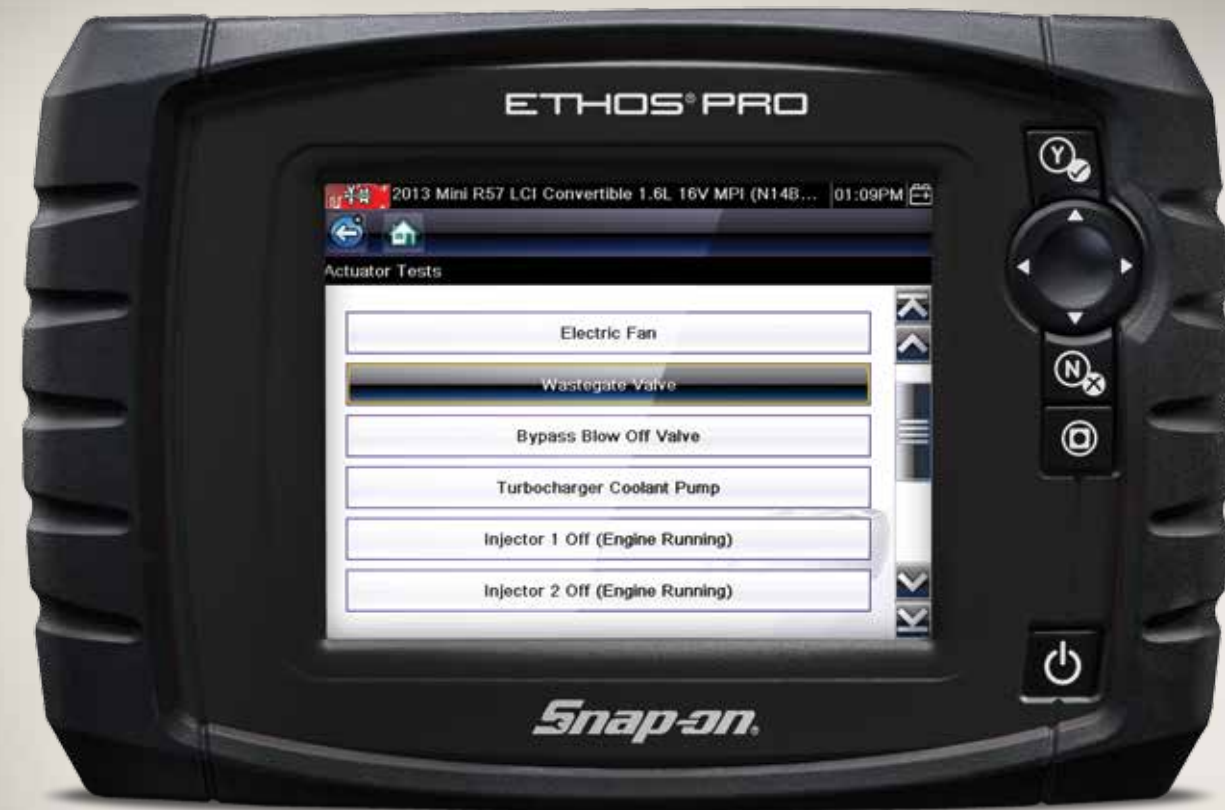 ETHOS® PRO
2013 Mini R57 LCI Convertible 1.6L 16V MPI (N14B... 01:09PM
Actuator Tests
Electric Fan
Wastegate Valve
Bypass Blow Off Valve
Turbocharger Coolant Pump
Injector 1 Off (Engine Running)
Injector 2 Off (Engine Running)
Y
N
Snap-on.